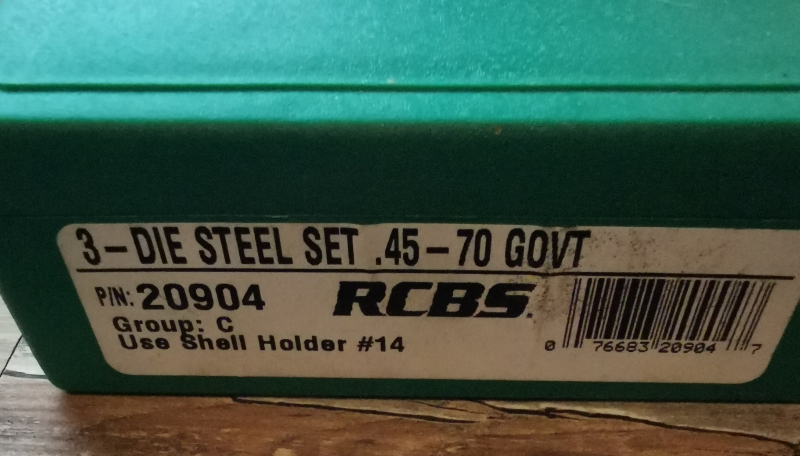 3-DIE STEEL SET .45-70 GOVT
P/N: 20904
RCBS.
Group: C
Use Shell Holder #14
0 76683 20904 7